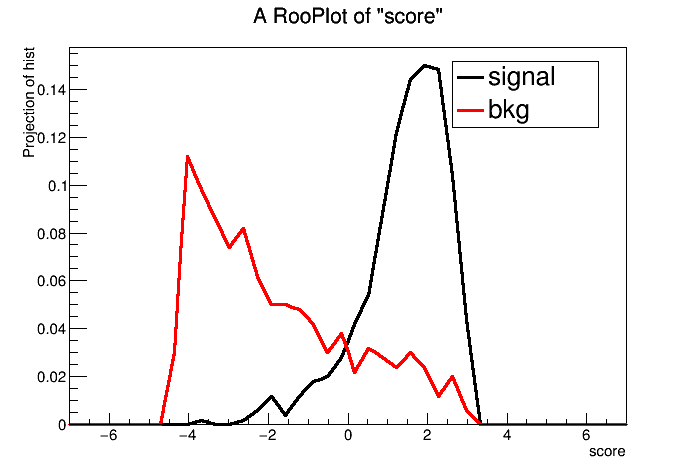 A RooPlot of "score"
Projection of hist
0.14
0.12
0.1
0.08
0.06
0.04
0.02
0
signal
bkg
−6 −4 −2 0 2 4 6
score